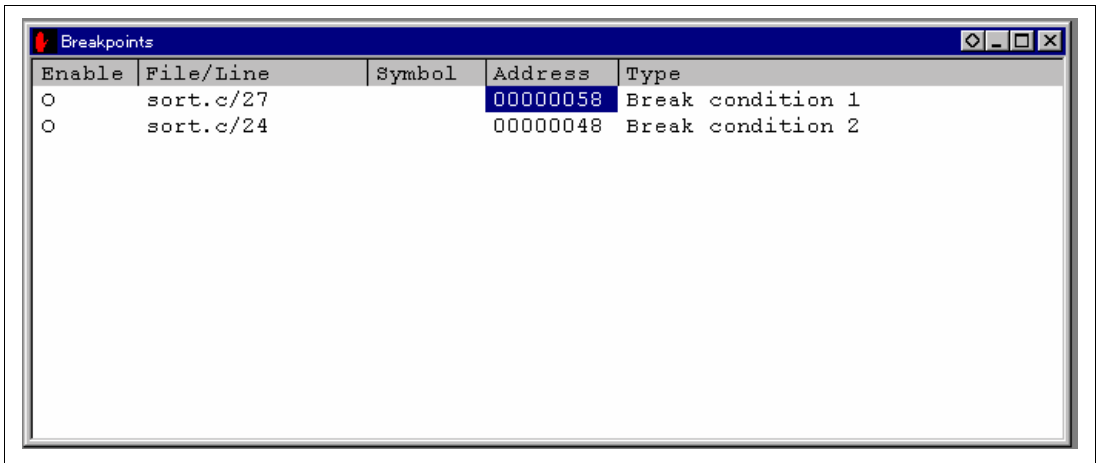 Breakpoints
Enable File/Line Symbol Address Type
O sort.c/27 00000058 Break condition 1
O sort.c/24 00000048 Break condition 2